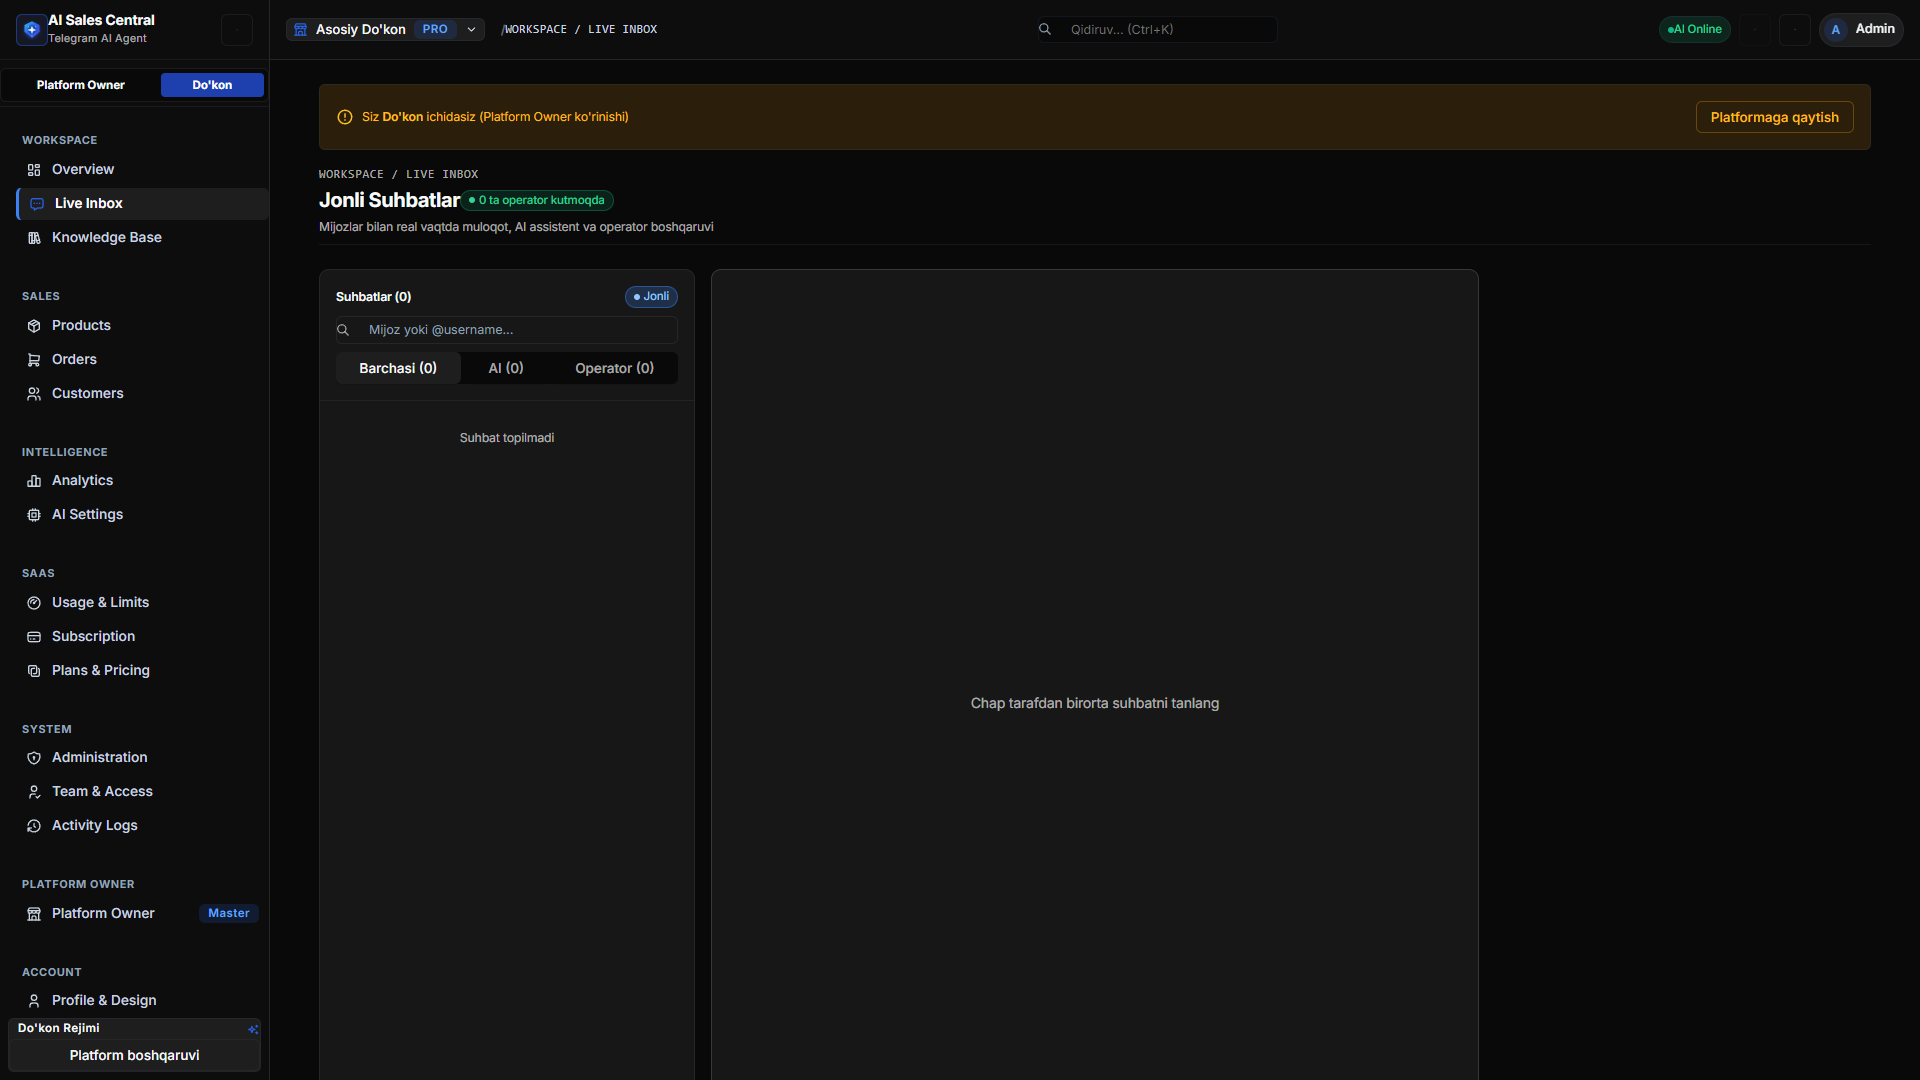 AI Sales Central
Telegram AI Agent
Platform Owner
Do'kon
WORKSPACE
Overview
Live Inbox
Knowledge Base
SALES
Products
Orders
Customers
INTELLIGENCE
Analytics
AI Settings
SAAS
Usage & Limits
Subscription
Plans & Pricing
SYSTEM
Administration
Team & Access
Activity Logs
PLATFORM OWNER
Platform Owner Master
ACCOUNT
Profile & Design
Do'kon Rejimi
Platform boshqaruvi
Asosiy Do'kon PRO /WORKSPACE / LIVE INBOX
Qidiruv... (Ctrl+K)
AI Online
A Admin
Siz Do'kon ichidasiz (Platform Owner ko'rinishi)
Platformaga qaytish
WORKSPACE / LIVE INBOX
Jonli Suhbatlar 0 ta operator kutmoqda
Mijozlar bilan real vaqtda muloqot, AI assistent va operator boshqaruvi
Suhbatlar (0) Jonli
Mijoz yoki @username...
Barchasi (0) AI (0) Operator (0)
Suhbat topilmadi
Chap tarafdan birorta suhbatni tanlang